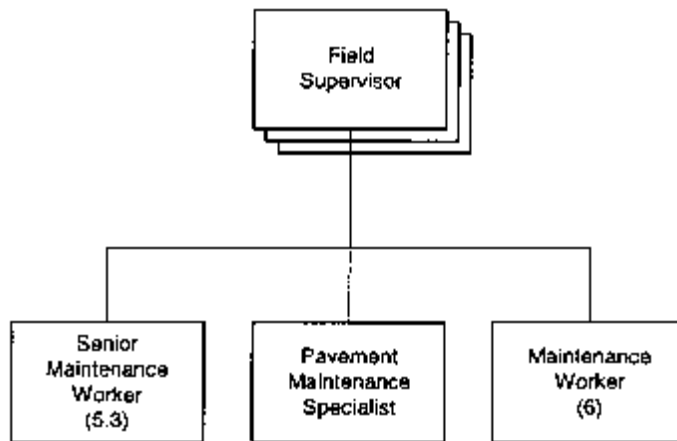 Field
Supervisor
Senior
Maintenance
Worker
(5.3)
Pavement
Maintenance
Specialist
Maintenance
Worker
(6)